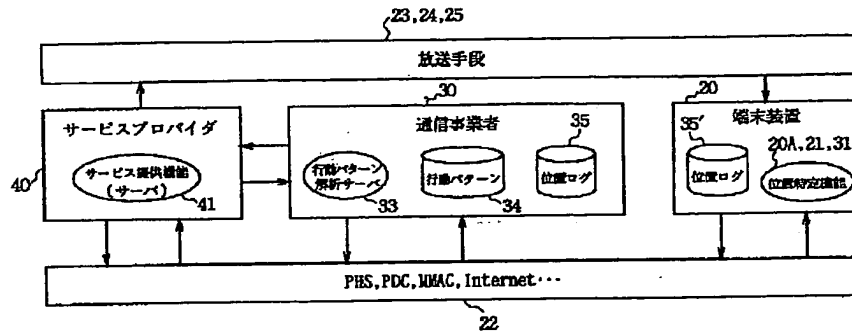 23,24,25
放送手段
30
20
サービスプロバイダ
通信事業者
35
端末装置
35′
20A,21,31
40
サービス提供機能
(サーバ)
41
行動パターン
解析サーバ
33
行動パターン
34
位置ログ
位置ログ
位置特定機能
PHS,PDC,MMAC,Internet…
22